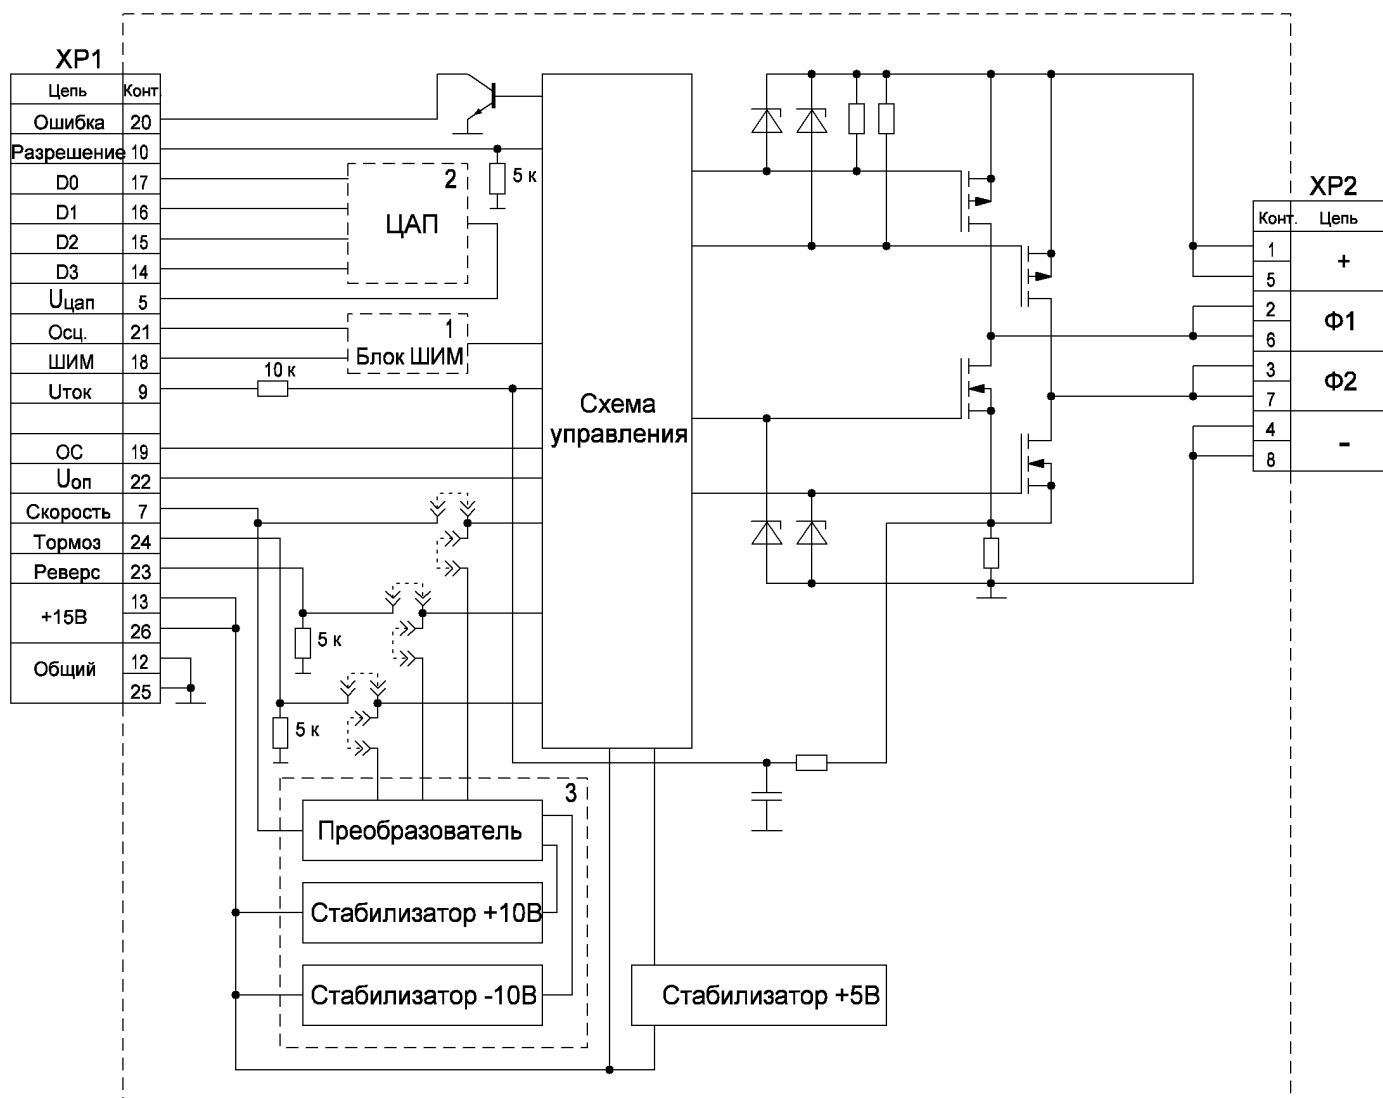 XP1
Цепь Конт.
Ошибка 20
Разрешение 10
D0 17
D1 16
D2 15
D3 14
Uцап 5
Осц. 21
ШИМ 18
Uток 9
ОС 19
Uоп 22
Скорость 7
Тормоз 24
Реверс 23
+15В 13
26
Общий 12
25
2
ЦАП
5 к
1
Блок ШИМ
10 к
Схема
управления
5 к
5 к
3
Преобразователь
Стабилизатор +10В
Стабилизатор -10В
Стабилизатор +5В
XP2
Конт. Цепь
1
+
5
2
Ф1
6
3
Ф2
7
4
-
8